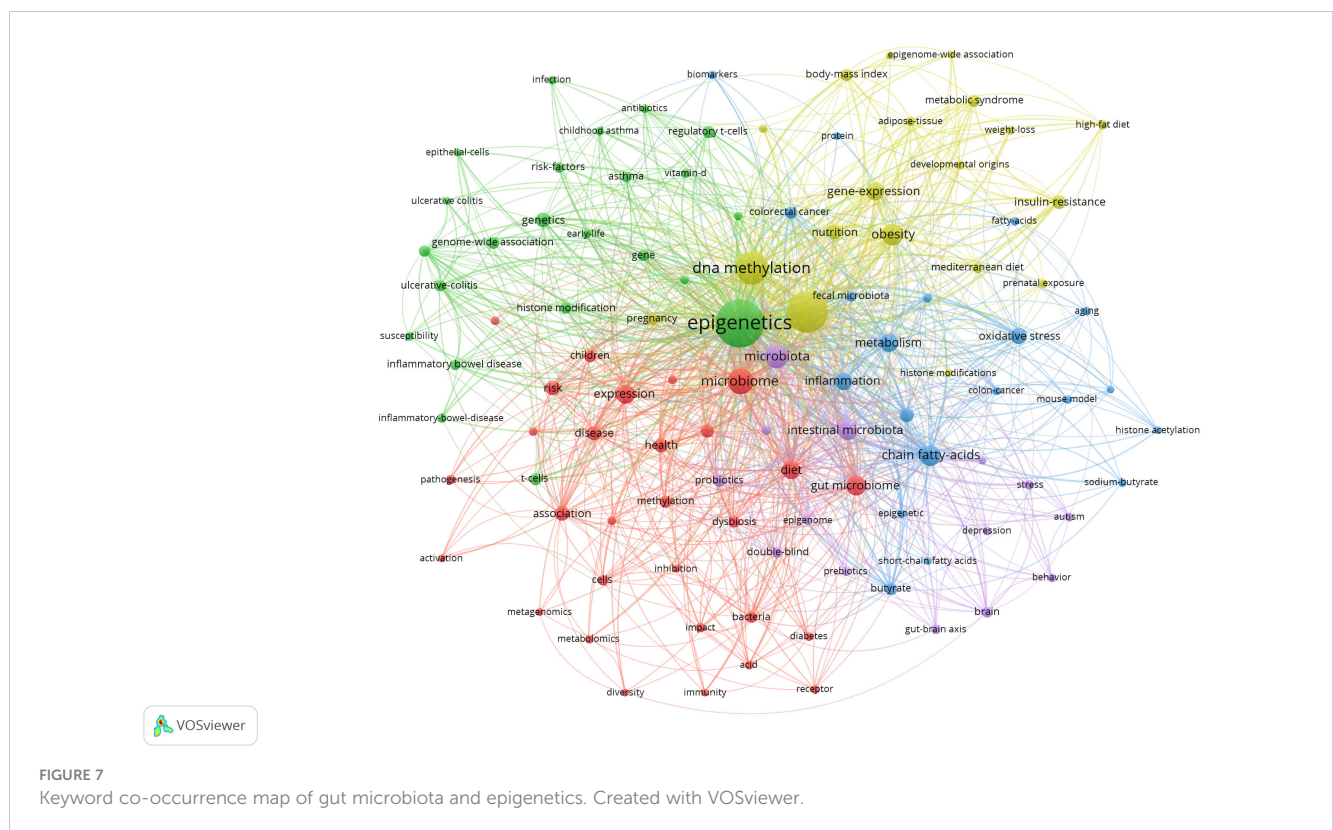 epigenome-wide association
infection
biomarkers
body-mass index
metabolic syndrome
antibiotics
adipose-tissue
high-fat diet
childhood asthma
regulatory t-cells
protein
weight-loss
epithelial-cells
risk-factors
asthma
vitamin-d
developmental origins
gene-expression
ulcerative colitis
insulin-resistance
genetics
colorectal cancer
fatty-acids
genome-wide association
early-life
nutrition
obesity
gene
dna methylation
mediterranean diet
ulcerative-colitis
prenatal exposure
fecal microbiota
histone modification
pregnancy
epigenetics
aging
susceptibility
metabolism
oxidative stress
children
microbiota
inflammatory bowel disease
histone modifications
risk
expression
microbiome
inflammation
colon-cancer
mouse model
inflammatory-bowel-disease
disease
intestinal microbiota
histone acetylation
health
chain fatty-acids
diet
pathogenesis
t-cells
probiotics
gut microbiome
stress
sodium-butyrate
methylation
association
dysbiosis
epigenome
epigenetic
autism
depression
activation
double-blind
short-chain fatty acids
inhibition
prebiotics
behavior
cells
butyrate
metagenomics
bacteria
brain
impact
gut-brain axis
metabolomics
diabetes
acid
diversity
immunity
receptor
VOSviewer
FIGURE 7
Keyword co-occurrence map of gut microbiota and epigenetics. Created with VOSviewer.